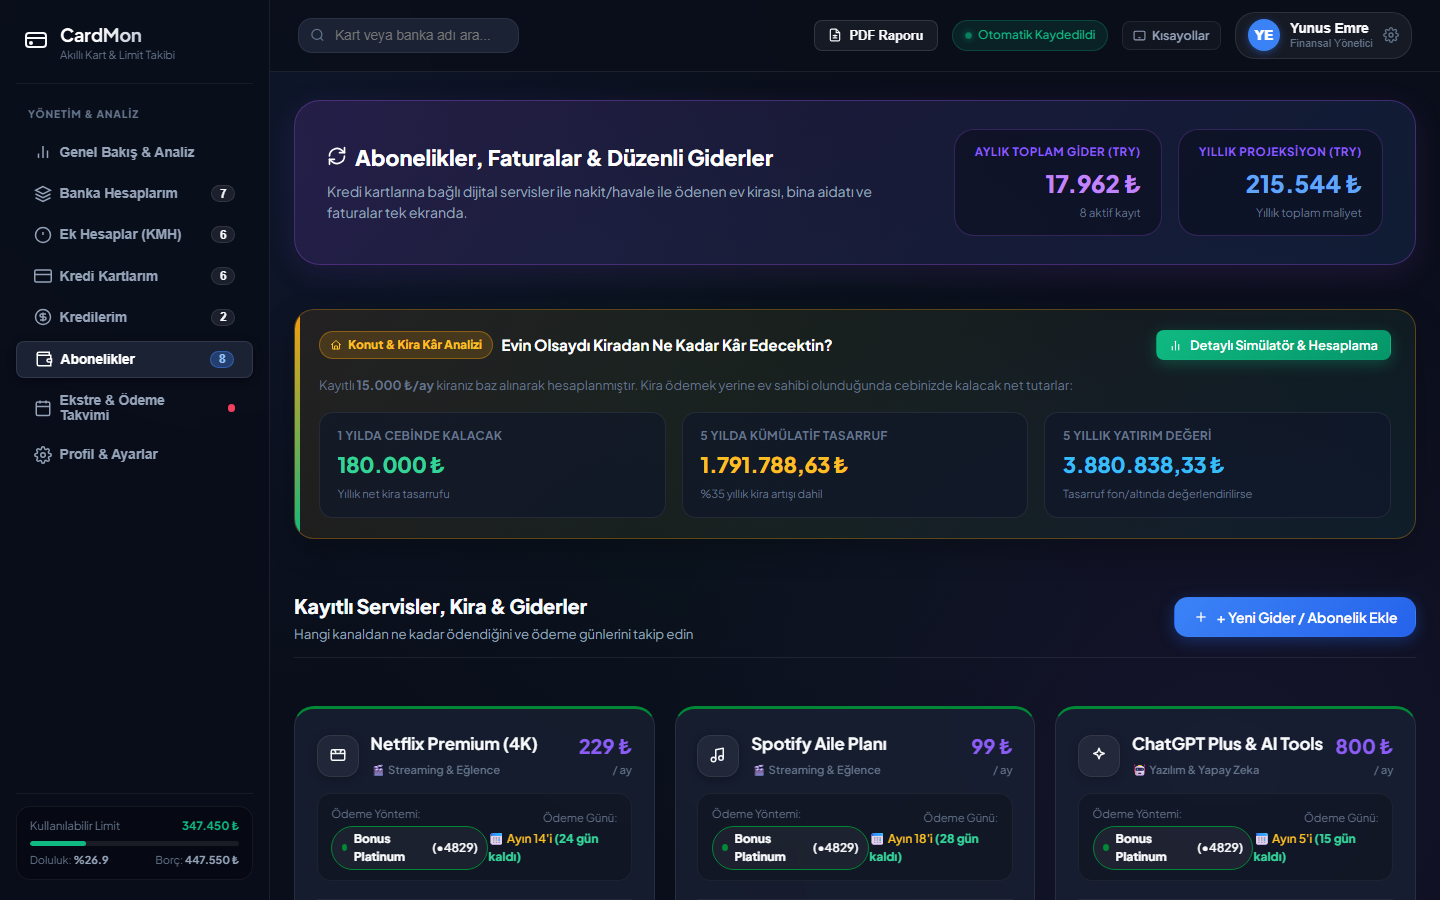 CardMon
Akıllı Kart & Limit Takibi
YÖNETİM & ANALİZ
Genel Bakış & Analiz
Banka Hesaplarım 7
Ek Hesaplar (KMH) 6
Kredi Kartlarım 6
Kredilerim 2
Abonelikler 8
Ekstre & Ödeme
Takvimi
Profil & Ayarlar
Kullanılabilir Limit 347.450 ₺
Doluluk: %26.9 Borç: 447.550 ₺
Kart veya banka adı ara...
PDF Raporu
Otomatik Kaydedildi
Kısayollar
YE
Yunus Emre
Finansal Yönetici
Abonelikler, Faturalar & Düzenli Giderler
Kredi kartlarına bağlı dijital servisler ile nakit/havale ile ödenen ev kirası, bina aidatı ve
faturalar tek ekranda.
AYLIK TOPLAM GİDER (TRY)
17.962 ₺
8 aktif kayıt
YILLIK PROJEKSİYON (TRY)
215.544 ₺
Yıllık toplam maliyet
Konut & Kira Kâr Analizi
Evin Olsaydı Kiradan Ne Kadar Kâr Edecektin?
Detaylı Simülatör & Hesaplama
Kayıtlı 15.000 ₺/ay kiranız baz alınarak hesaplanmıştır. Kira ödemek yerine ev sahibi olunduğunda cebinizde kalacak net tutarlar:
1 YILDA CEBİNDE KALACAK
180.000 ₺
Yıllık net kira tasarrufu
5 YILDA KÜMÜLATİF TASARRUF
1.791.788,63 ₺
%35 yıllık kira artışı dahil
5 YILLIK YATIRIM DEĞERİ
3.880.838,33 ₺
Tasarruf fon/altında değerlendirilirse
Kayıtlı Servisler, Kira & Giderler
Hangi kanaldan ne kadar ödendiğini ve ödeme günlerini takip edin
+ Yeni Gider / Abonelik Ekle
Netflix Premium (4K) 229 ₺
Streaming & Eğlence / ay
Ödeme Yöntemi: Ödeme Günü:
Bonus
Platinum (•4829)
Ayın 14'i (24 gün
kaldı)
Spotify Aile Planı 99 ₺
Streaming & Eğlence / ay
Ödeme Yöntemi: Ödeme Günü:
Bonus
Platinum (•4829)
Ayın 18'i (28 gün
kaldı)
ChatGPT Plus & AI Tools 800 ₺
Yazılım & Yapay Zeka / ay
Ödeme Yöntemi: Ödeme Günü:
Bonus
Platinum (•4829)
Ayın 5'i (15 gün
kaldı)